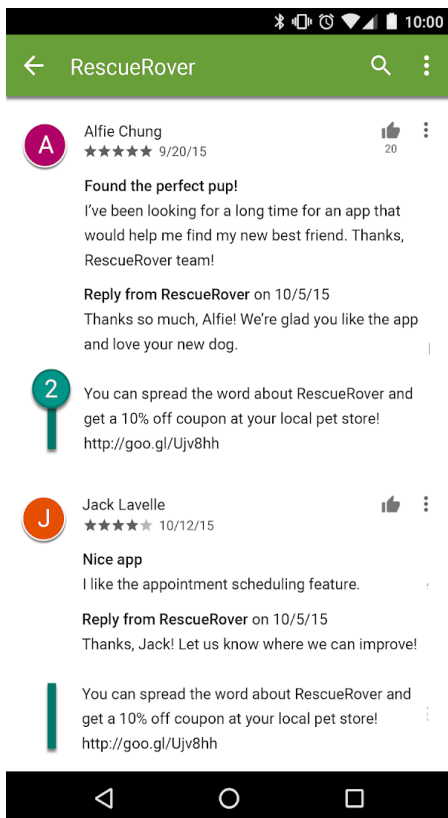 10:00
RescueRover
A
Alfie Chung
★★★★★ 9/20/15
20
Found the perfect pup!
I've been looking for a long time for an app that
would help me find my new best friend. Thanks,
RescueRover team!
Reply from RescueRover on 10/5/15
Thanks so much, Alfie! We're glad you like the app
and love your new dog.
2
You can spread the word about RescueRover and
get a 10% off coupon at your local pet store!
http://goo.gl/Ujv8hh
J
Jack Lavelle
★★★★★ 10/12/15
Nice app
I like the appointment scheduling feature.
Reply from RescueRover on 10/5/15
Thanks, Jack! Let us know where we can improve!
You can spread the word about RescueRover and
get a 10% off coupon at your local pet store!
http://goo.gl/Ujv8hh